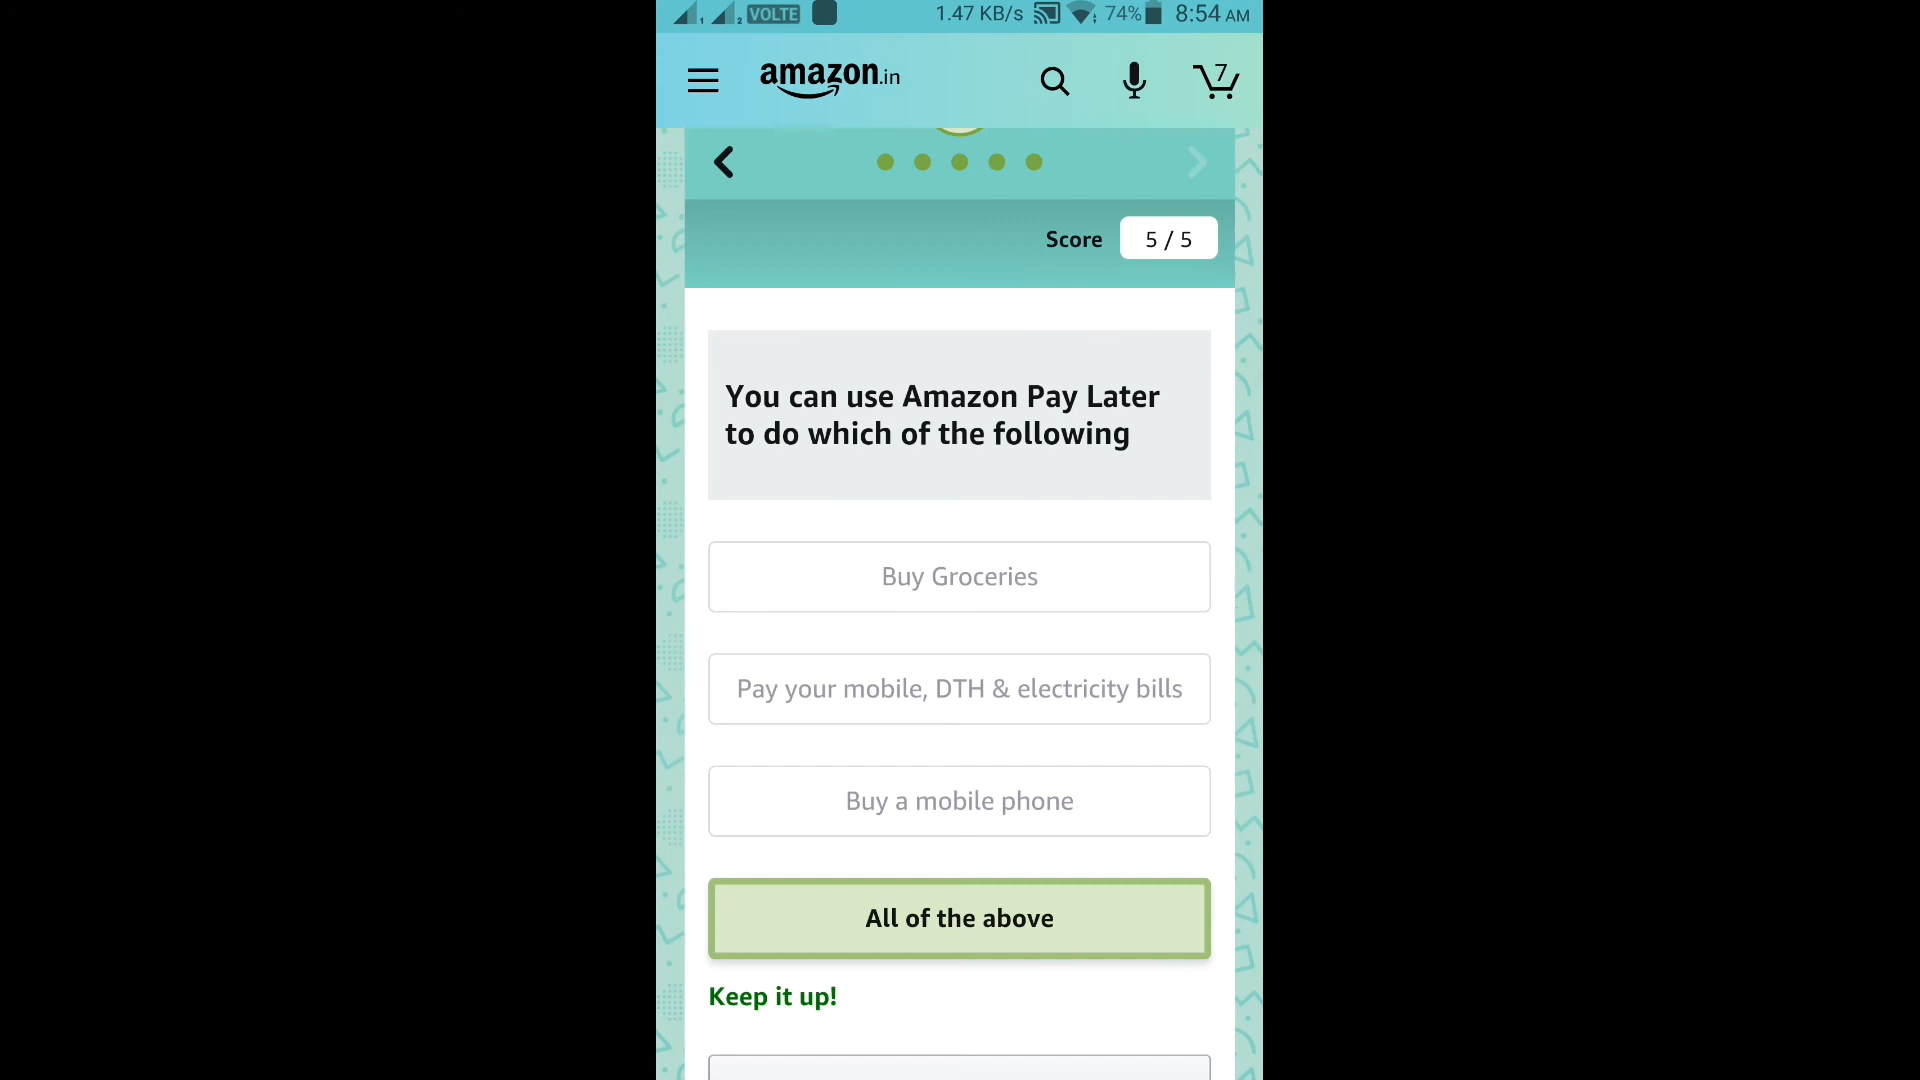 1 2 VOLTE 1.47 KB/s 74% 8:54 AM
amazon.in 7
Score 5 / 5
You can use Amazon Pay Later
to do which of the following
Buy Groceries
Pay your mobile, DTH & electricity bills
Buy a mobile phone
All of the above
Keep it up!